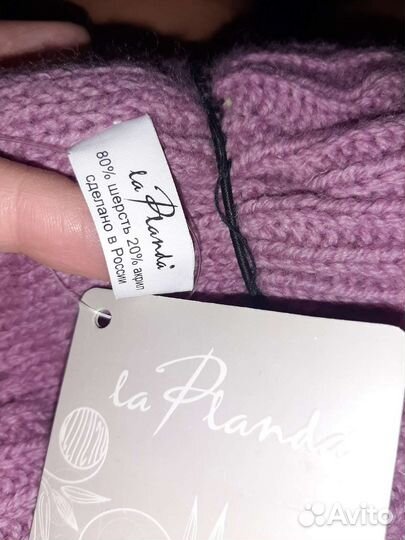 la Planda
80% шерсть 20% акрил
сделано в России
la Planda
Avito